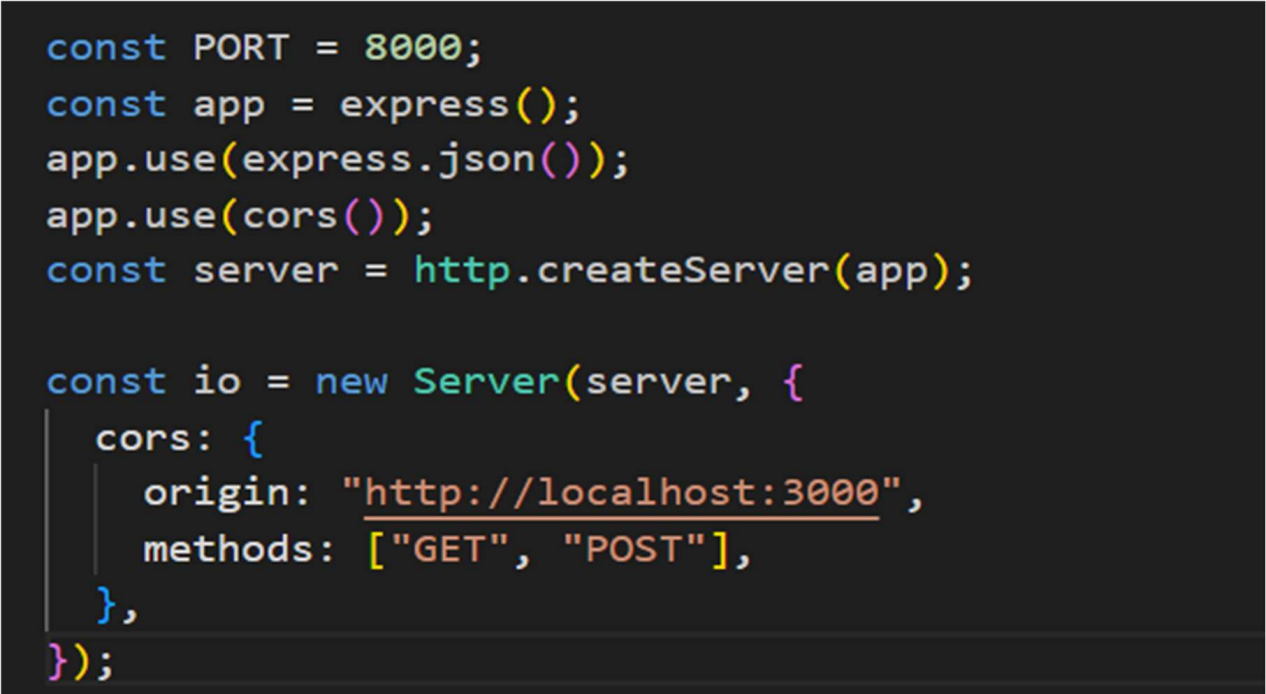 const PORT = 8000;
const app = express();
app.use(express.json());
app.use(cors());
const server = http.createServer(app);
const io = new Server(server, {
cors: {
origin: "http://localhost:3000",
methods: ["GET", "POST"],
},
});